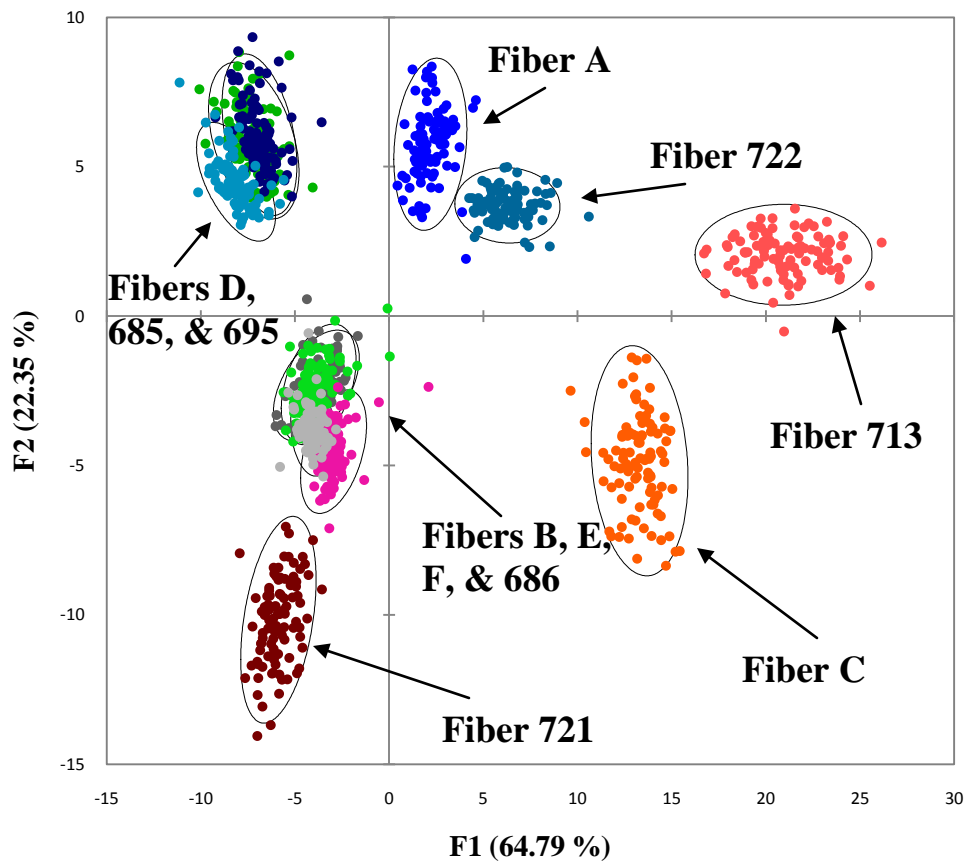 10
Fiber A
Fiber 722
5
Fibers D,
685, & 695
0
Fiber 713
F2 (22.35 %)
-5
Fibers B, E,
F, & 686
-10
Fiber C
Fiber 721
-15
-15 -10 -5 0 5 10 15 20 25 30
F1 (64.79 %)